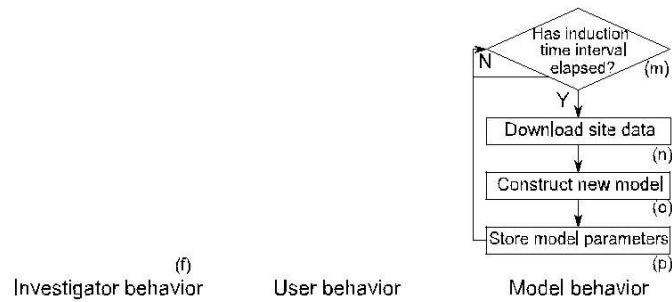 Has induction
time interval
elapsed?
N
(m)
Y
Download site data
(n)
Construct new model
(o)
Store model parameters
(f)
(p)
Investigator behavior
User behavior
Model behavior